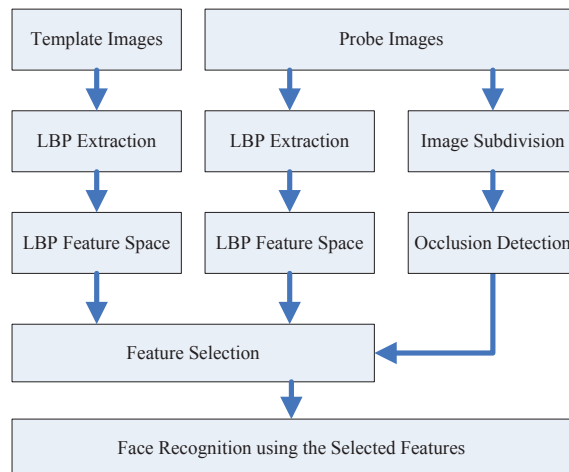 Template Images
Probe Images
LBP Extraction
LBP Extraction
Image Subdivision
LBP Feature Space
LBP Feature Space
Occlusion Detection
Feature Selection
Face Recognition using the Selected Features